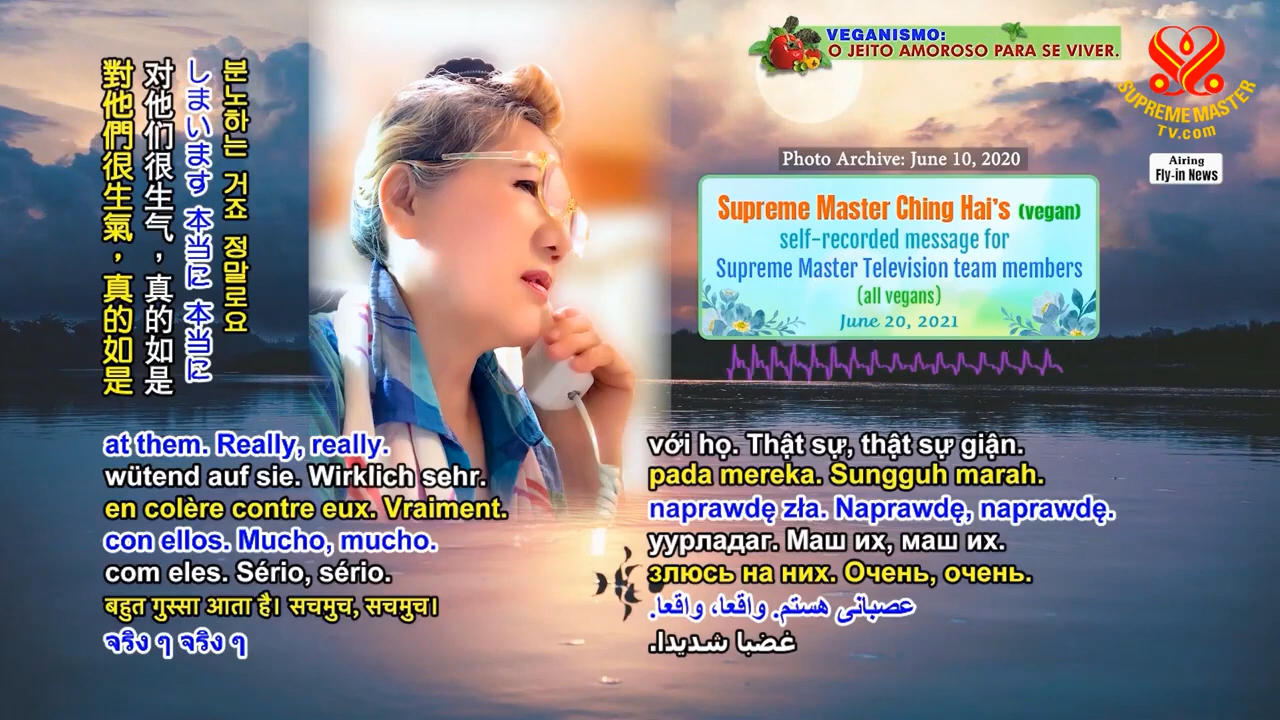 VEGANISMO:
O JEITO AMOROSO PARA SE VIVER.
SUPREME MASTER
TV.com
Airing
Fly-in News
Photo Archive: June 10, 2020
Supreme Master Ching Hai's (vegan)
self-recorded message for
Supreme Master Television team members
(all vegans)
June 20, 2021
분노하는 거죠 정말로요
しまいます 本当に 本当に
对他们很生气，真的如是
對他們很生氣，真的如是
at them. Really, really.
wütend auf sie. Wirklich sehr.
en colère contre eux. Vraiment.
con ellos. Mucho, mucho.
com eles. Sério, sério.
बहुत गुस्सा आता है। सचमुच, सचमुच।
จริง ๆ จริง ๆ
với họ. Thật sự, thật sự giận.
pada mereka. Sungguh marah.
naprawdę zła. Naprawdę, naprawdę.
уурладаг. Маш их, маш их.
злюсь на них. Очень, очень.
عصبانی هستم. واقعا، واقعا.
غضبا شديدا.